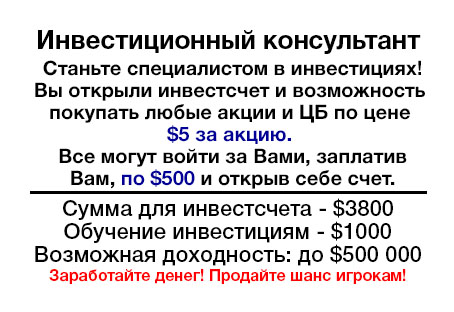 Инвестиционный консультант
Станьте специалистом в инвестициях!
Вы открыли инвестсчет и возможность
покупать любые акции и ЦБ по цене
$5 за акцию.
Все могут войти за Вами, заплатив
Вам, по $500 и открыв себе счет.
Сумма для инвестсчета - $3800
Обучение инвестициям - $1000
Возможная доходность: до $500 000
Заработайте денег! Продайте шанс игрокам!